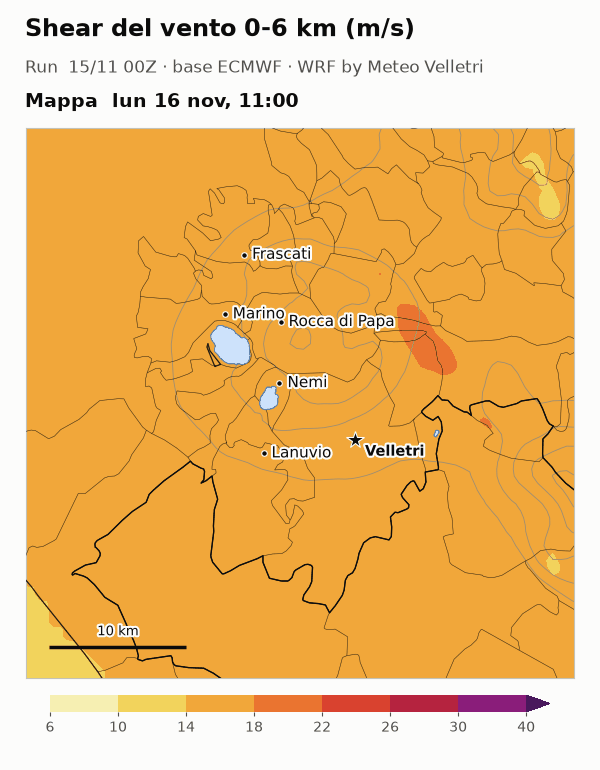 Shear del vento 0-6 km (m/s)
Run  15/11 00Z · base ECMWF · WRF by Meteo Velletri
Mappa  lun 16 nov, 11:00
Frascati
Marino
Rocca di Papa
Nemi
Velletri
Lanuvio
10 km
6 10 14 18 22 26 30 40